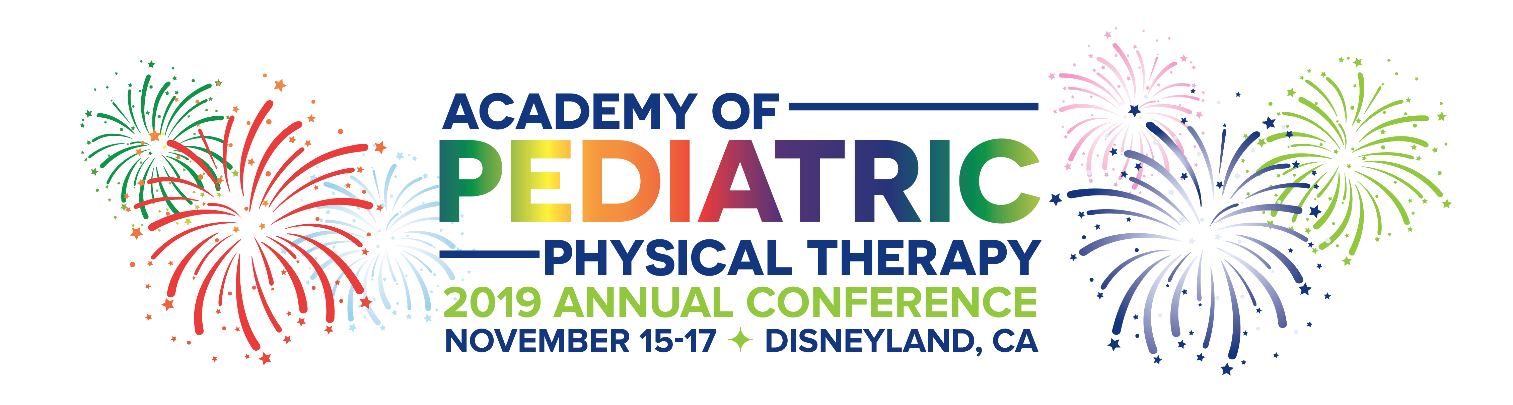 ACADEMY OF
PEDIATRIC
PHYSICAL THERAPY
2019 ANNUAL CONFERENCE
NOVEMBER 15-17 ✦ DISNEYLAND, CA